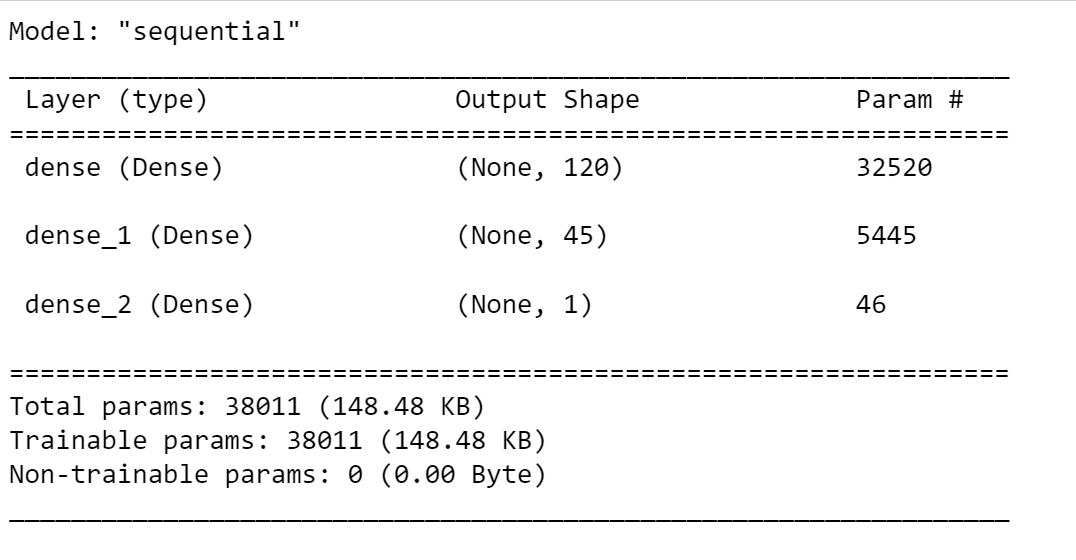 Model: "sequential"
_________________________________________________________________
Layer (type) Output Shape Param #
=================================================================
dense (Dense) (None, 120) 32520
dense_1 (Dense) (None, 45) 5445
dense_2 (Dense) (None, 1) 46
=================================================================
Total params: 38011 (148.48 KB)
Trainable params: 38011 (148.48 KB)
Non-trainable params: 0 (0.00 Byte)
_________________________________________________________________